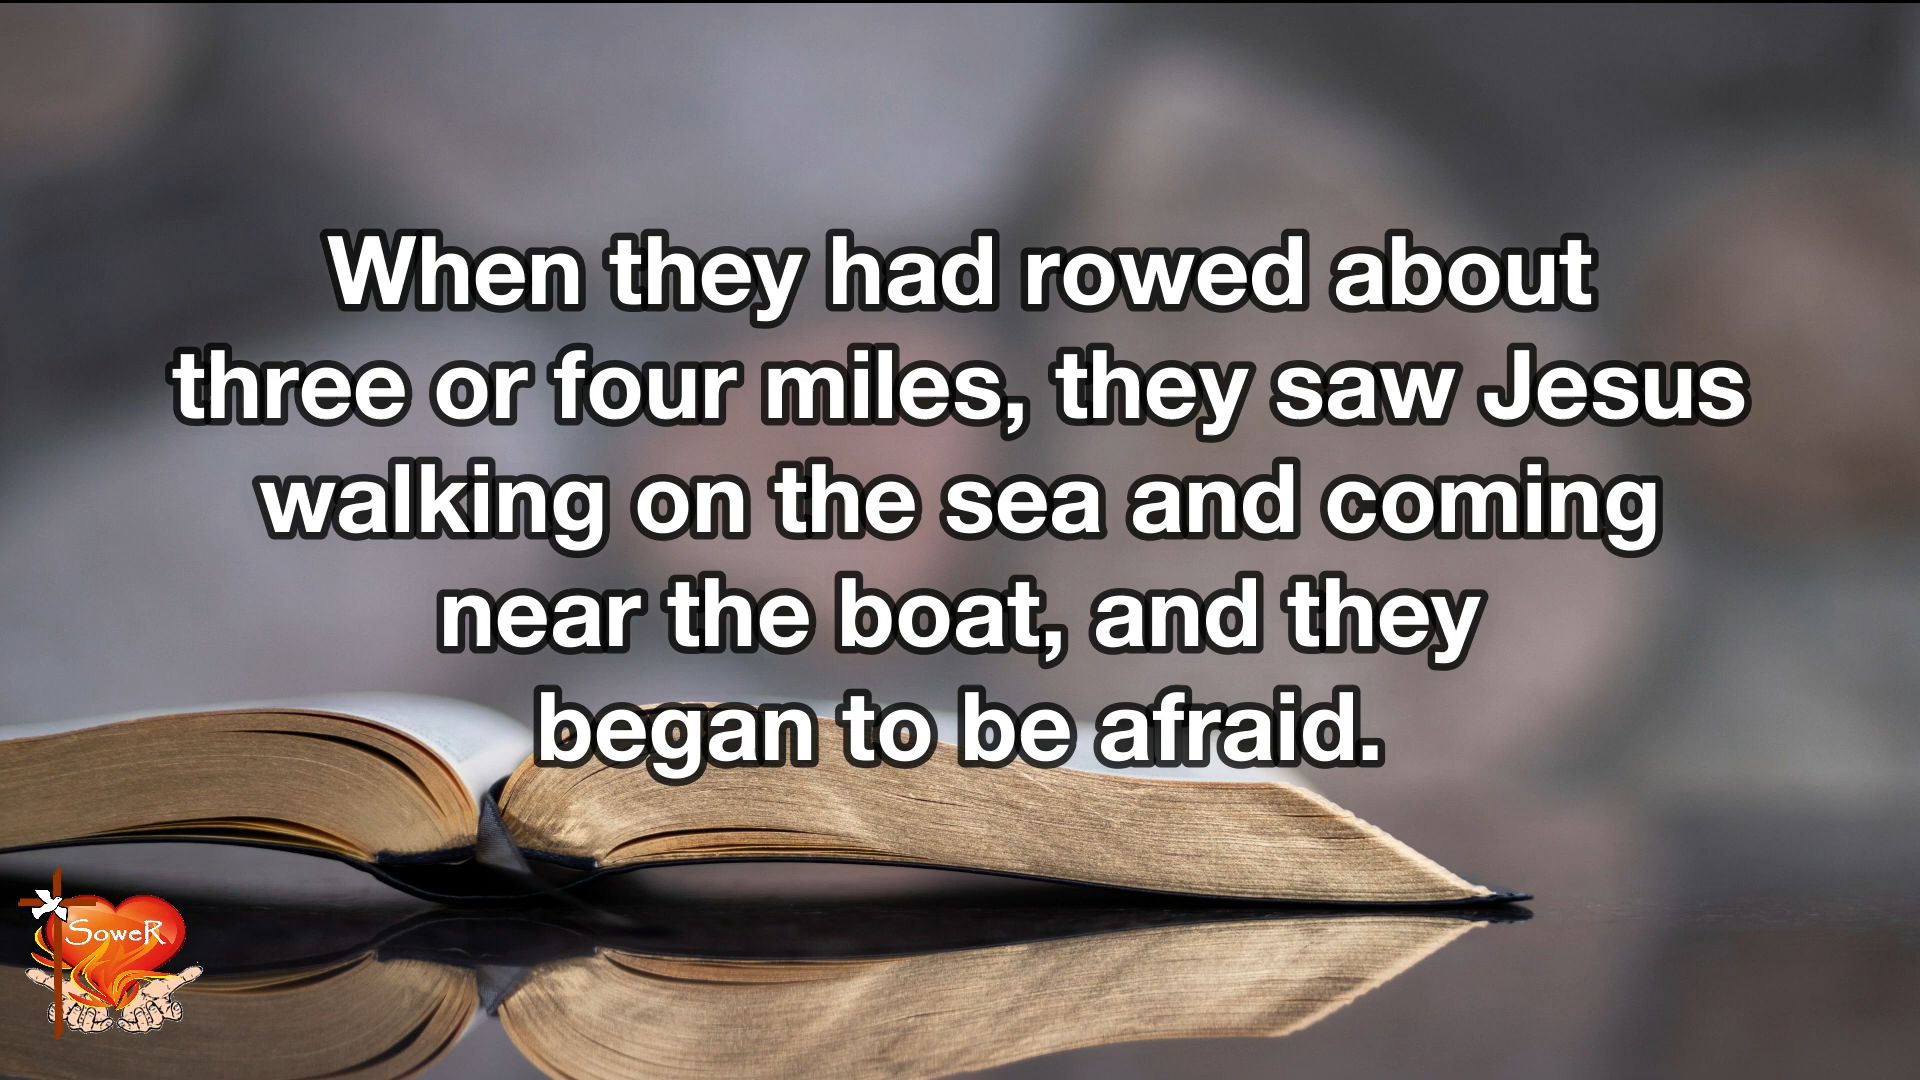 When they had rowed about
three or four miles, they saw Jesus
walking on the sea and coming
near the boat, and they
began to be afraid.
SoweR